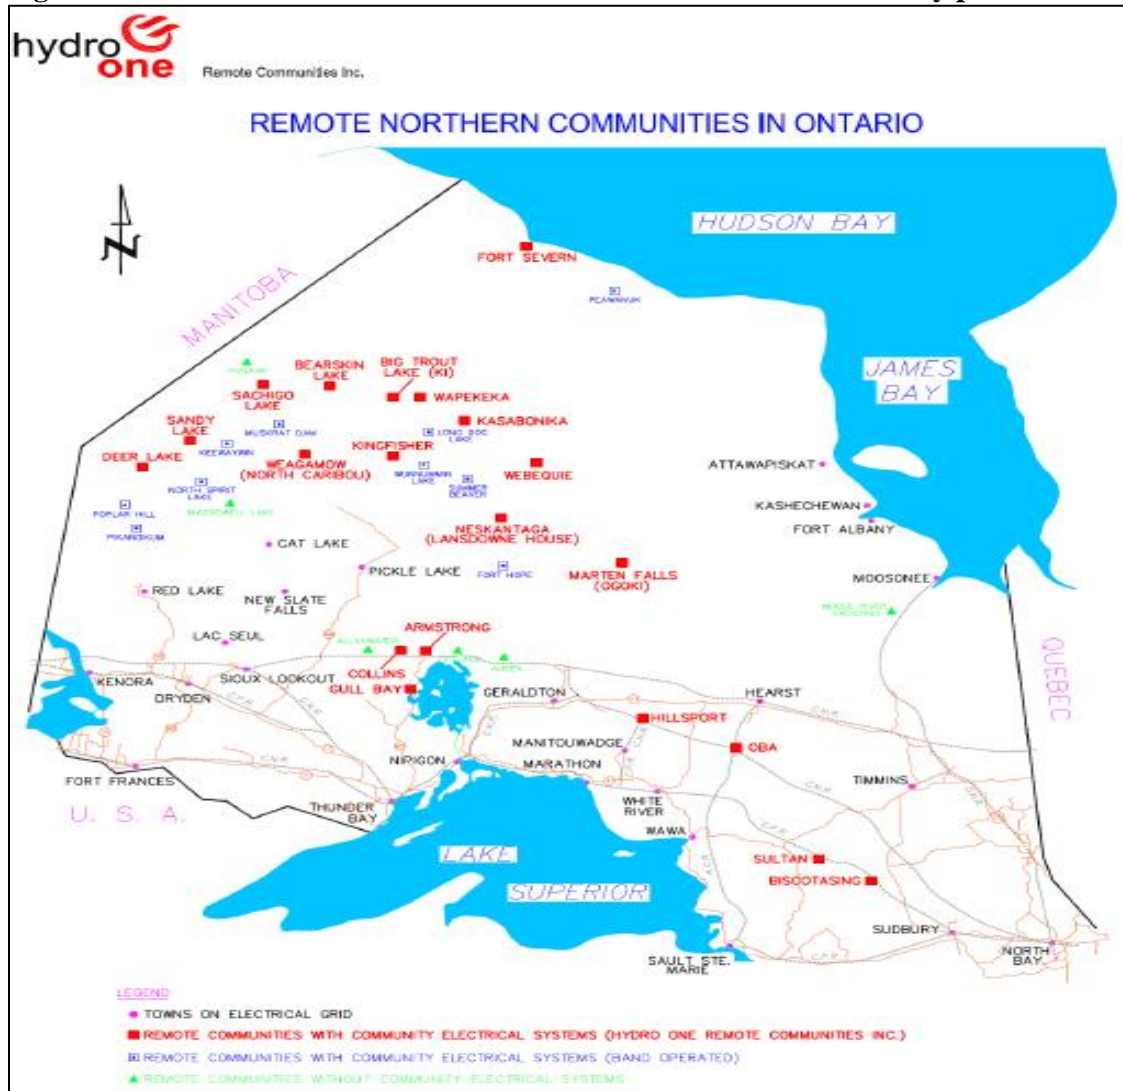 hydro
one
Remote Communities Inc.
REMOTE NORTHERN COMMUNITIES IN ONTARIO
HUDSON BAY
FORT SEVERN
MANITOBA
JAMES
BAY
BEARSKIN
LAKE
BIG TROUT
LAKE (KI)
SACHIGO
LAKE
WAPEKEKA
SANDY
LAKE
MUSKRAT DAM
LONG DOG
LAKE
KASABONIKA
DEER LAKE
KEEWAYWIN
WEAGAMOW
(NORTH CARIBOU)
KINGFISHER
WEBEQUIE
ATTAWAPISKAT
NORTH SPIRIT
LAKE
SUMMER
BEAVER
POPLAR HILL
KASHECHEWAN
FORT ALBANY
NESKANTAGA
(LANSDOWNE HOUSE)
CAT LAKE
PICKLE LAKE
FORT HOPE
MARTEN FALLS
(OGOKI)
MOOSONEE
RED LAKE
NEW SLATE
FALLS
LAC SEUL
ARMSTRONG
COLLINS
GULL BAY
QUEBEC
KENORA
DRYDEN
SIOUX LOOKOUT
GERALDTON
HEARST
HILLSPORT
MANITOUWADGE
OBA
NIPIGON
MARATHON
FORT FRANCES
TIMMINS
U. S. A.
THUNDER
BAY
WHITE
RIVER
WAWA
LAKE
SUPERIOR
SULTAN
BISCOTASING
SUDBURY
NORTH
BAY
SAULT STE.
MARIE
LEGEND
TOWNS ON ELECTRICAL GRID
REMOTE COMMUNITIES WITH COMMUNITY ELECTRICAL SYSTEMS (HYDRO ONE REMOTE COMMUNITIES INC.)
REMOTE COMMUNITIES WITH COMMUNITY ELECTRICAL SYSTEMS (BAND OPERATED)
REMOTE COMMUNITIES WITHOUT COMMUNITY ELECTRICAL SYSTEMS